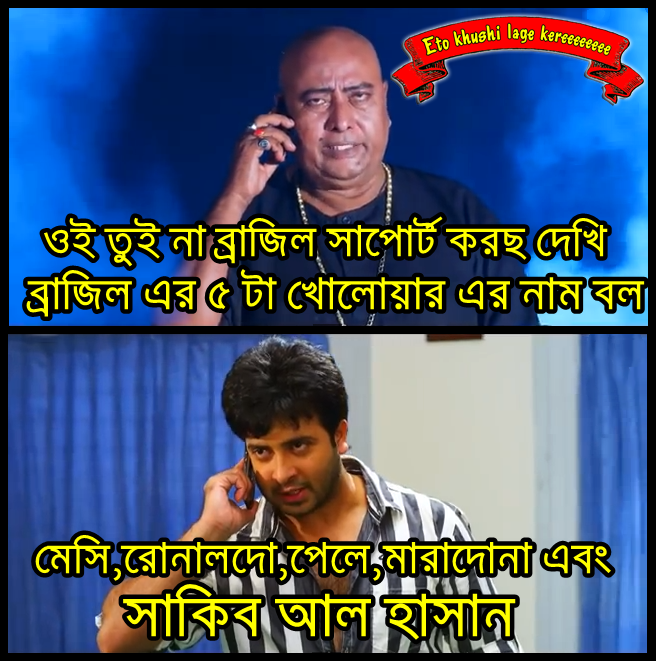 Eto khushi lage kereeeeeeee
ওই তুই না ব্রাজিল সাপোর্ট করছ দেখি
ব্রাজিল এর ৫ টা খোলোয়ার এর নাম বল
মেসি,রোনালদো,পেলে,মারাদোনা এবং
সাকিব আল হাসান